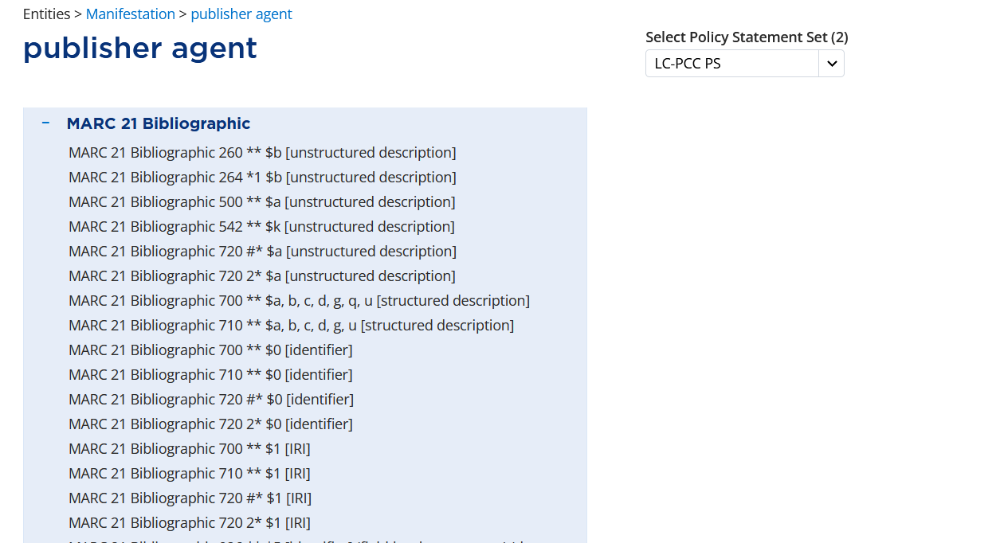 Entities > Manifestation > publisher agent
publisher agent
Select Policy Statement Set (2)
LC-PCC PS
− MARC 21 Bibliographic
MARC 21 Bibliographic 260 ** $b [unstructured description]
MARC 21 Bibliographic 264 *1 $b [unstructured description]
MARC 21 Bibliographic 500 ** $a [unstructured description]
MARC 21 Bibliographic 542 ** $k [unstructured description]
MARC 21 Bibliographic 720 #* $a [unstructured description]
MARC 21 Bibliographic 720 2* $a [unstructured description]
MARC 21 Bibliographic 700 ** $a, b, c, d, g, q, u [structured description]
MARC 21 Bibliographic 710 ** $a, b, c, d, g, u [structured description]
MARC 21 Bibliographic 700 ** $0 [identifier]
MARC 21 Bibliographic 710 ** $0 [identifier]
MARC 21 Bibliographic 720 #* $0 [identifier]
MARC 21 Bibliographic 720 2* $0 [identifier]
MARC 21 Bibliographic 700 ** $1 [IRI]
MARC 21 Bibliographic 710 ** $1 [IRI]
MARC 21 Bibliographic 720 #* $1 [IRI]
MARC 21 Bibliographic 720 2* $1 [IRI]